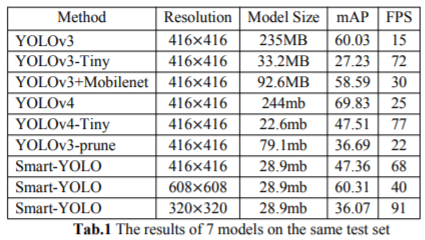 Method Resolution Model Size mAP FPS
YOLOv3 416×416 235MB 60.03 15
YOLOv3-Tiny 416×416 33.2MB 27.23 72
YOLOv3+Mobilenet 416×416 92.6MB 58.59 30
YOLOv4 416×416 244mb 69.83 25
YOLOv4-Tiny 416×416 22.6mb 47.51 77
YOLOv3-prune 416×416 79.1mb 36.69 22
Smart-YOLO 416×416 28.9mb 47.36 68
Smart-YOLO 608×608 28.9mb 60.31 40
Smart-YOLO 320×320 28.9mb 36.07 91
Tab.1 The results of 7 models on the same test set